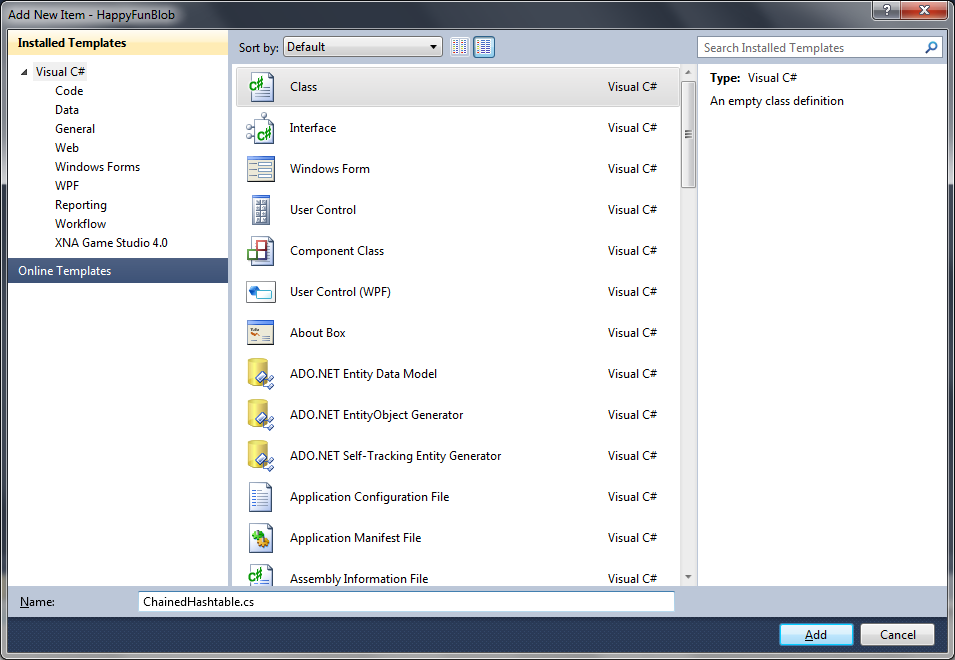 Add New Item - HappyFunBlob
Installed Templates
Visual C#
Code
Data
General
Web
Windows Forms
WPF
Reporting
Workflow
XNA Game Studio 4.0
Online Templates
Sort by: Default
Search Installed Templates
Class Visual C#
Interface Visual C#
Windows Form Visual C#
User Control Visual C#
Component Class Visual C#
User Control (WPF) Visual C#
About Box Visual C#
ADO.NET Entity Data Model Visual C#
ADO.NET EntityObject Generator Visual C#
ADO.NET Self-Tracking Entity Generator Visual C#
Application Configuration File Visual C#
Application Manifest File Visual C#
Assembly Information File Visual C#
Type: Visual C#
An empty class definition
Name: ChainedHashtable.cs
Add Cancel